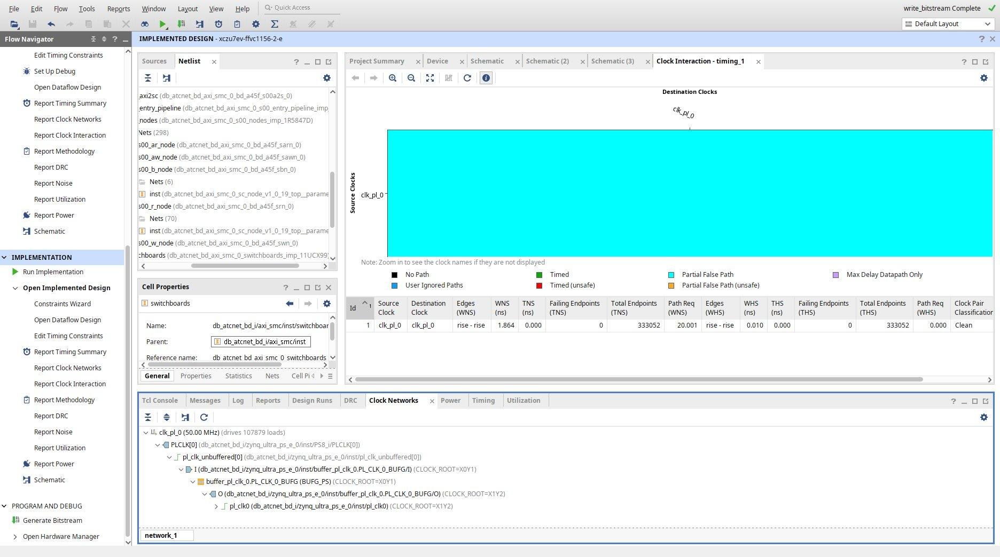 File Edit Flow Tools Reports Window Layout View Help Quick Access write_bitstream Complete
Default Layout
Flow Navigator
IMPLEMENTED DESIGN - xczu7ev-ffvc1156-2-e
Edit Timing Constraints
Set Up Debug
Open Dataflow Design
Report Timing Summary
Report Clock Networks
Report Clock Interaction
Report Methodology
Report DRC
Report Noise
Report Utilization
Report Power
Schematic
IMPLEMENTATION
Run Implementation
Open Implemented Design
Constraints Wizard
Open Dataflow Design
Edit Timing Constraints
Report Timing Summary
Report Clock Networks
Report Clock Interaction
Report Methodology
Report DRC
Report Noise
Report Utilization
Report Power
Schematic
PROGRAM AND DEBUG
Generate Bitstream
Open Hardware Manager
Sources Netlist
_axi2sc (db_atcnet_bd_axi_smc_0_bd_a45f_s00a2s_0)
_entry_pipeline (db_atcnet_bd_axi_smc_0_s00_entry_pipeline_imp_
_nodes (db_atcnet_bd_axi_smc_0_s00_nodes_imp_1R5847D)
Nets (298)
s00_ar_node (db_atcnet_bd_axi_smc_0_bd_a45f_sarn_0)
s00_aw_node (db_atcnet_bd_axi_smc_0_bd_a45f_sawn_0)
s00_b_node (db_atcnet_bd_axi_smc_0_bd_a45f_sbn_0)
Nets (6)
inst (db_atcnet_bd_axi_smc_0_sc_node_v1_0_19_top__parame
s00_r_node (db_atcnet_bd_axi_smc_0_bd_a45f_srn_0)
Nets (70)
inst (db_atcnet_bd_axi_smc_0_sc_node_v1_0_19_top__parame
s00_w_node (db_atcnet_bd_axi_smc_0_bd_a45f_swn_0)
chboards (db_atcnet_bd_axi_smc_0_switchboards_imp_11UCX99)
Cell Properties
switchboards
Name: db_atcnet_bd_i/axi_smc/inst/switchboar
Parent: db_atcnet_bd_i/axi_smc/inst
Reference name: db_atcnet_bd_axi_smc_0_switchboards
General Properties Statistics Nets Cell Pi
Project Summary Device Schematic Schematic (2) Schematic (3) Clock Interaction - timing_1
Destination Clocks
clk_pl_0
Source Clocks
clk_pl_0
Note: Zoom in to see the clock names if they are not displayed
No Path Timed Partial False Path Max Delay Datapath Only
User Ignored Paths Timed (unsafe) Partial False Path (unsafe)
Id 1 Source Clock Destination Clock Edges (WNS) WNS (ns) TNS (ns) Failing Endpoints (TNS) Total Endpoints (TNS) Path Req (WNS) Edges (WHS) WHS (ns) THS (ns) Failing Endpoints (THS) Total Endpoints (THS) Path Req (WHS) Clock Pair Classification
1 clk_pl_0 clk_pl_0 rise - rise 1.864 0.000 0 333052 20.001 rise - rise 0.010 0.000 0 333052 0.000 Clean
Tcl Console Messages Log Reports Design Runs DRC Clock Networks Power Timing Utilization
clk_pl_0 (50.00 MHz) (drives 107879 loads)
PLCLK[0] (db_atcnet_bd_i/zynq_ultra_ps_e_0/inst/PS8_i/PLCLK[0])
pl_clk_unbuffered[0] (db_atcnet_bd_i/zynq_ultra_ps_e_0/inst/pl_clk_unbuffered[0])
I (db_atcnet_bd_i/zynq_ultra_ps_e_0/inst/buffer_pl_clk_0.PL_CLK_0_BUFG/I) (CLOCK_ROOT=X0Y1)
buffer_pl_clk_0.PL_CLK_0_BUFG (BUFG_PS) (CLOCK_ROOT=X0Y1)
O (db_atcnet_bd_i/zynq_ultra_ps_e_0/inst/buffer_pl_clk_0.PL_CLK_0_BUFG/O) (CLOCK_ROOT=X1Y2)
pl_clk0 (db_atcnet_bd_i/zynq_ultra_ps_e_0/inst/pl_clk0) (CLOCK_ROOT=X1Y2)
network_1